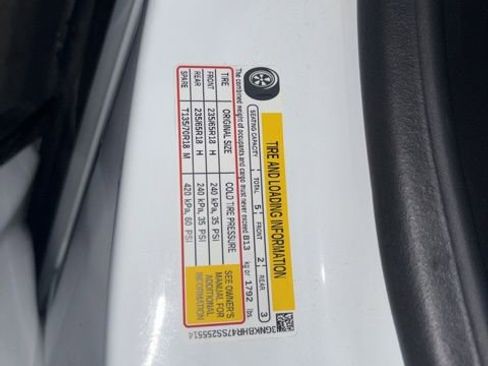 3GNKBHR47SS255514
TIRE AND LOADING INFORMATION
SEATING CAPACITY TOTAL 5 FRONT 2 REAR 3
The combined weight of occupants and cargo must never exceed 813 kg or 1792 lbs.
TIRE ORIGINAL SIZE COLD TIRE PRESSURE
FRONT 235/65R18 H 240 kPa, 35 PSI
REAR 235/65R18 H 240 kPa, 35 PSI
SPARE T135/70R18 M 420 kPa, 60 PSI
SEE OWNER'S
MANUAL FOR
ADDITIONAL
INFORMATION